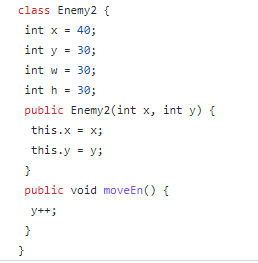 class Enemy2 {
int x = 40;
int y = 30;
int w = 30;
int h = 30;
public Enemy2(int x, int y) {
this.x = x;
this.y = y;
}
public void moveEn() {
y++;
}
}